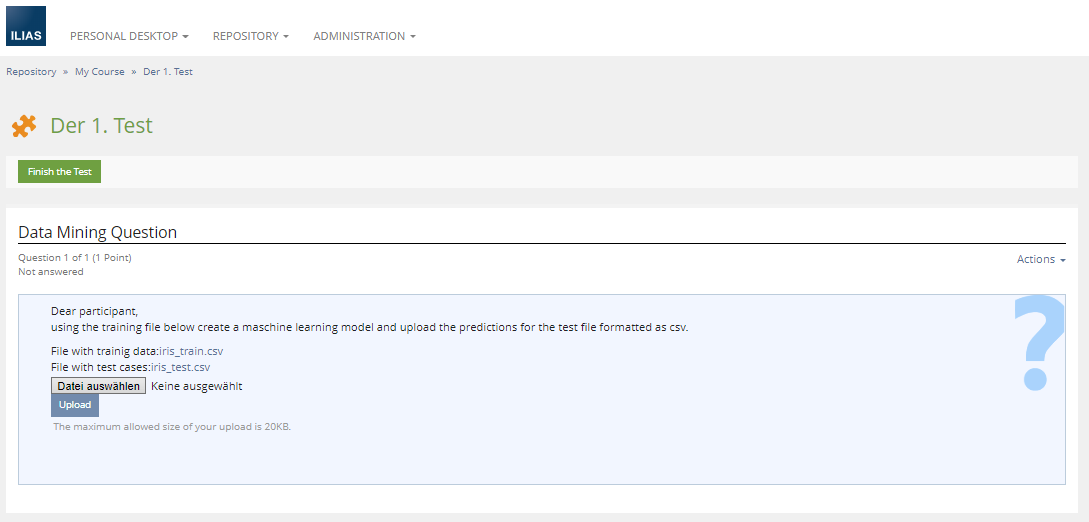 ILIAS
PERSONAL DESKTOP REPOSITORY ADMINISTRATION
Repository » My Course » Der 1. Test
Der 1. Test
Finish the Test
Data Mining Question
Question 1 of 1 (1 Point)
Actions
Not answered
Dear participant,
using the training file below create a maschine learning model and upload the predictions for the test file formatted as csv.
File with trainig data:iris_train.csv
File with test cases:iris_test.csv
Datei auswählen Keine ausgewählt
Upload
The maximum allowed size of your upload is 20KB.
?